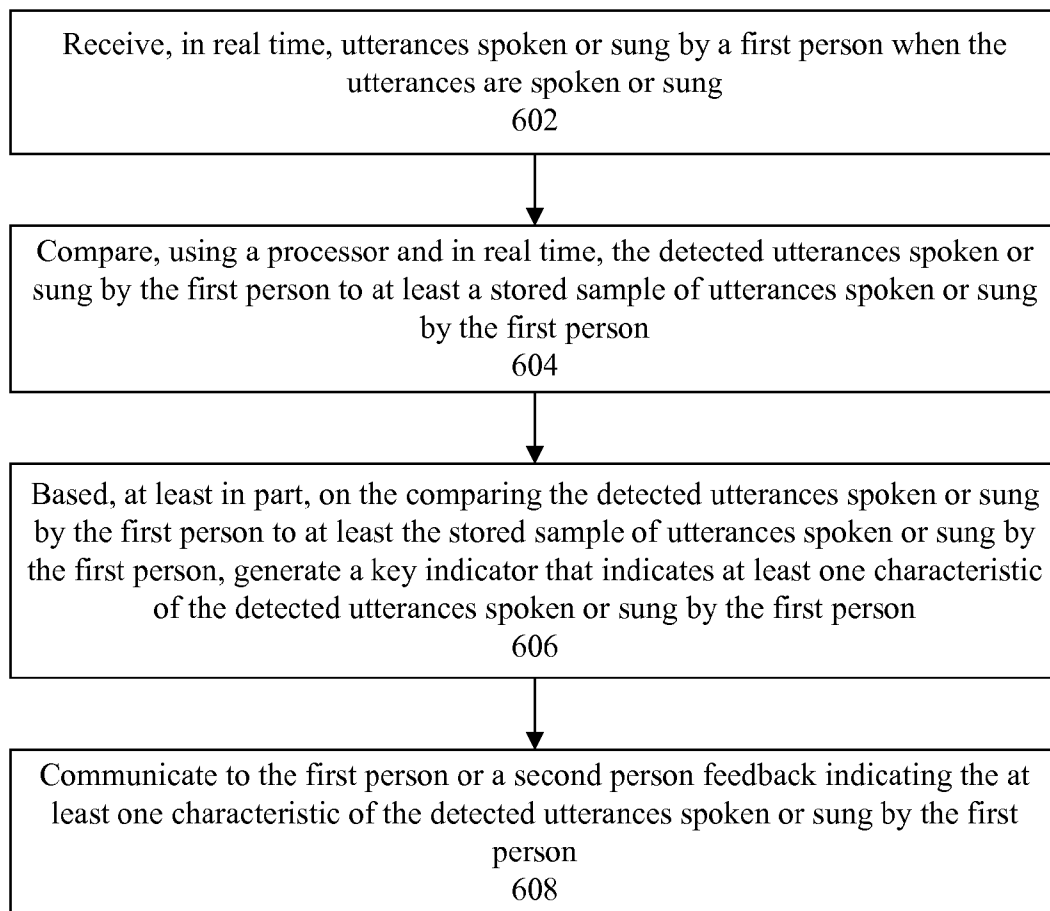 Receive, in real time, utterances spoken or sung by a first person when the
utterances are spoken or sung
602
Compare, using a processor and in real time, the detected utterances spoken or
sung by the first person to at least a stored sample of utterances spoken or sung
by the first person
604
Based, at least in part, on the comparing the detected utterances spoken or sung
by the first person to at least the stored sample of utterances spoken or sung by
the first person, generate a key indicator that indicates at least one characteristic
of the detected utterances spoken or sung by the first person
606
Communicate to the first person or a second person feedback indicating the at
least one characteristic of the detected utterances spoken or sung by the first
person
608